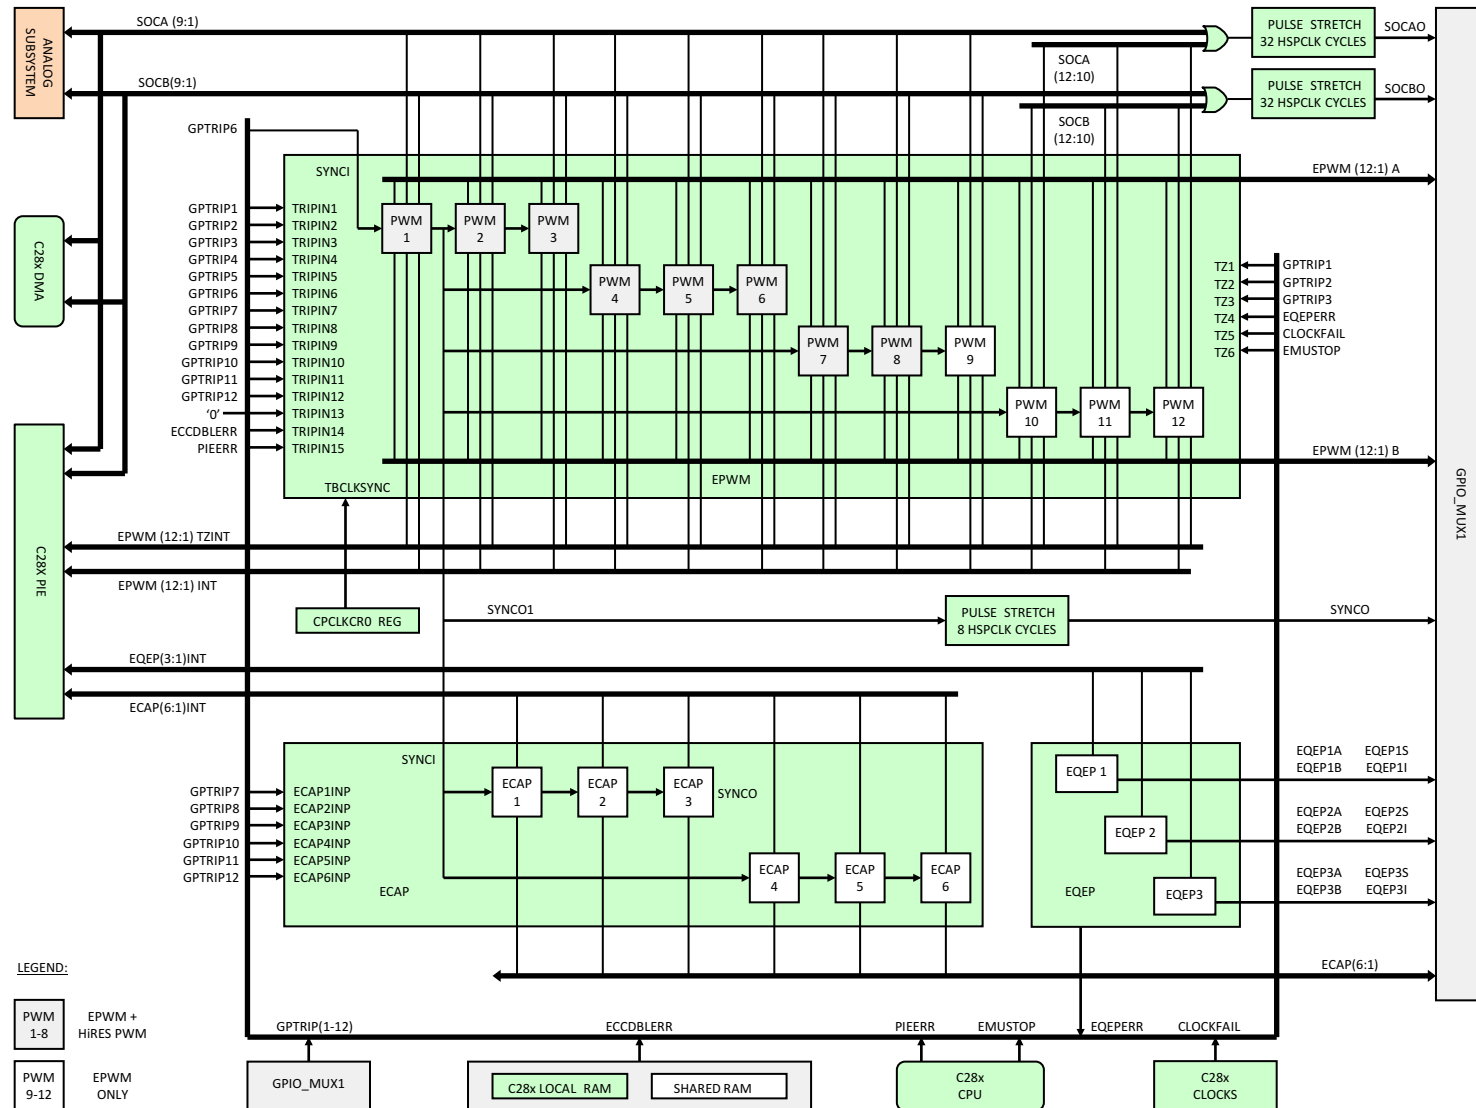 SOCA (9:1)
ANALOG
SUBSYSTEM
PULSE STRETCH
32 HSPCLK CYCLES
SOCAO
SOCA
(12:10)
SOCB(9:1)
PULSE STRETCH
32 HSPCLK CYCLES
SOCBO
SOCB
(12:10)
GPTRIP6
SYNCI
EPWM (12:1) A
GPTRIP1
GPTRIP2
GPTRIP3
GPTRIP4
GPTRIP5
GPTRIP6
GPTRIP7
GPTRIP8
GPTRIP9
GPTRIP10
GPTRIP11
GPTRIP12
‘0’
ECCDBLERR
PIEERR
TRIPIN1
TRIPIN2
TRIPIN3
TRIPIN4
TRIPIN5
TRIPIN6
TRIPIN7
TRIPIN8
TRIPIN9
TRIPIN10
TRIPIN11
TRIPIN12
TRIPIN13
TRIPIN14
TRIPIN15
PWM
1
PWM
2
PWM
3
PWM
4
PWM
5
PWM
6
PWM
7
PWM
8
PWM
9
PWM
10
PWM
11
PWM
12
TZ1
TZ2
TZ3
TZ4
TZ5
TZ6
GPTRIP1
GPTRIP2
GPTRIP3
EQEPERR
CLOCKFAIL
EMUSTOP
C28x DMA
EPWM (12:1) B
EPWM
TBCLKSYNC
GPIO_MUX1
C28X PIE
EPWM (12:1) TZINT
EPWM (12:1) INT
CPCLKCR0 REG
SYNCO1
PULSE STRETCH
8 HSPCLK CYCLES
SYNCO
EQEP(3:1)INT
ECAP(6:1)INT
SYNCI
GPTRIP7
GPTRIP8
GPTRIP9
GPTRIP10
GPTRIP11
GPTRIP12
ECAP1INP
ECAP2INP
ECAP3INP
ECAP4INP
ECAP5INP
ECAP6INP
ECAP
1
ECAP
2
ECAP
3
SYNCO
ECAP
4
ECAP
5
ECAP
6
ECAP
EQEP 1
EQEP 2
EQEP3
EQEP
EQEP1A EQEP1S
EQEP1B EQEP1I
EQEP2A EQEP2S
EQEP2B EQEP2I
EQEP3A EQEP3S
EQEP3B EQEP3I
ECAP(6:1)
LEGEND:
PWM
1-8
EPWM +
HiRES PWM
PWM
9-12
EPWM
ONLY
GPTRIP(1-12)
ECCDBLERR
PIEERR
EMUSTOP
EQEPERR
CLOCKFAIL
GPIO_MUX1
C28x LOCAL RAM
SHARED RAM
C28x
CPU
C28x
CLOCKS